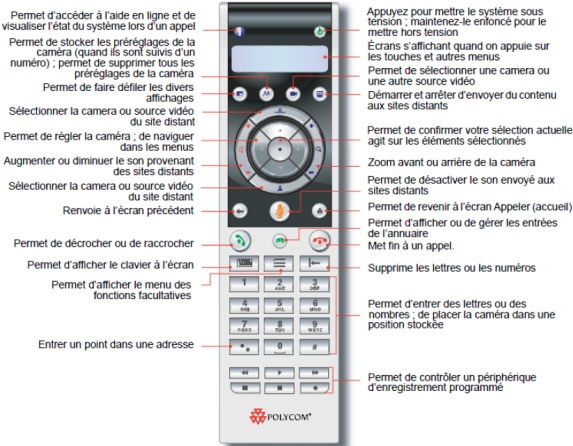 Permet d'accéder à l'aide en ligne et de
visualiser l'état du système lors d'un appel
Permet de stocker les préréglages de la
caméra (quand ils sont suivis d'un
numéro) ; permet de supprimer tous les
préréglages de la caméra
Permet de faire défiler les divers
affichages
Sélectionner la camera ou source vidéo
du site distant
Permet de régler la caméra ; de naviguer
dans les menus
Augmenter ou diminuer le son provenant
des sites distants
Sélectionner la camera ou source vidéo
du site distant
Renvoie à l'écran précédent
Permet de décrocher ou de raccrocher
Permet d'afficher le clavier à l'écran
Permet d'afficher le menu des
fonctions facultatives
Entrer un point dans une adresse
Appuyez pour mettre le système sous
tension ; maintenez-le enfoncé pour le
mettre hors tension
Écrans s'affichant quand on appuie sur
les touches et autres menus
Permet de sélectionner une camera ou
une autre source vidéo
Démarrer et arrêter d'envoyer du contenu
aux sites distants
Permet de confirmer votre sélection actuelle
agit sur les éléments sélectionnés
Zoom avant ou arrière de la caméra
Permet de désactiver le son envoyé aux
sites distants
Permet de revenir à l'écran Appeler (accueil)
Permet d'afficher ou de gérer les entrées
de l'annuaire
Met fin à un appel.
Supprime les lettres ou les numéros
Permet d'entrer des lettres ou des
nombres ; de placer la caméra dans une
position stockée
Permet de contrôler un périphérique
d'enregistrement programmé
1
2
ABC
3
DEF
4
GHI
5
JKL
6
MNO
7
PQRS
8
TUV
9
WXYZ
0
#
POLYCOM